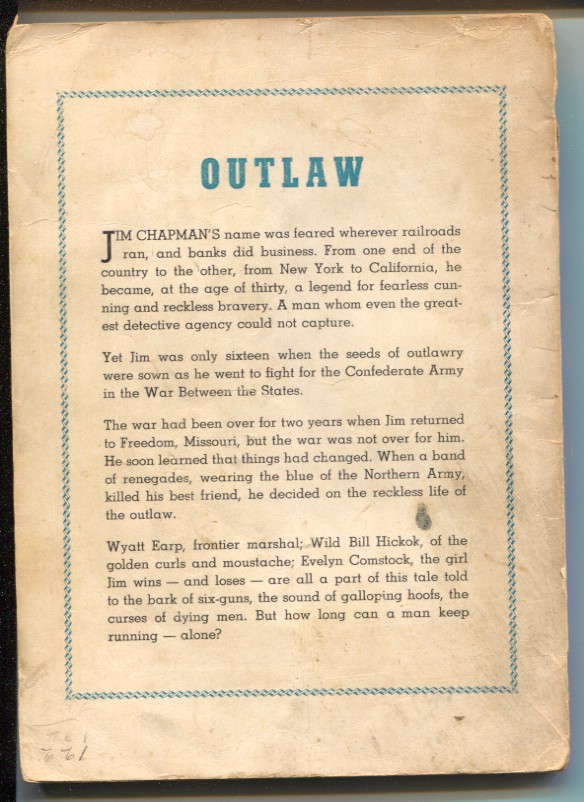 OUTLAW
JIM CHAPMAN'S name was feared wherever railroads
ran, and banks did business. From one end of the
country to the other, from New York to California, he
became, at the age of thirty, a legend for fearless cun-
ning and reckless bravery. A man whom even the great-
est detective agency could not capture.
Yet Jim was only sixteen when the seeds of outlawry
were sown as he went to fight for the Confederate Army
in the War Between the States.
The war had been over for two years when Jim returned
to Freedom, Missouri, but the war was not over for him.
He soon learned that things had changed. When a band
of renegades, wearing the blue of the Northern Army,
killed his best friend, he decided on the reckless life of
the outlaw.
Wyatt Earp, frontier marshal; Wild Bill Hickok, of the
golden curls and moustache; Evelyn Comstock, the girl
Jim wins — and loses — are all a part of this tale told
to the bark of six-guns, the sound of galloping hoofs, the
curses of dying men. But how long can a man keep
running — alone?